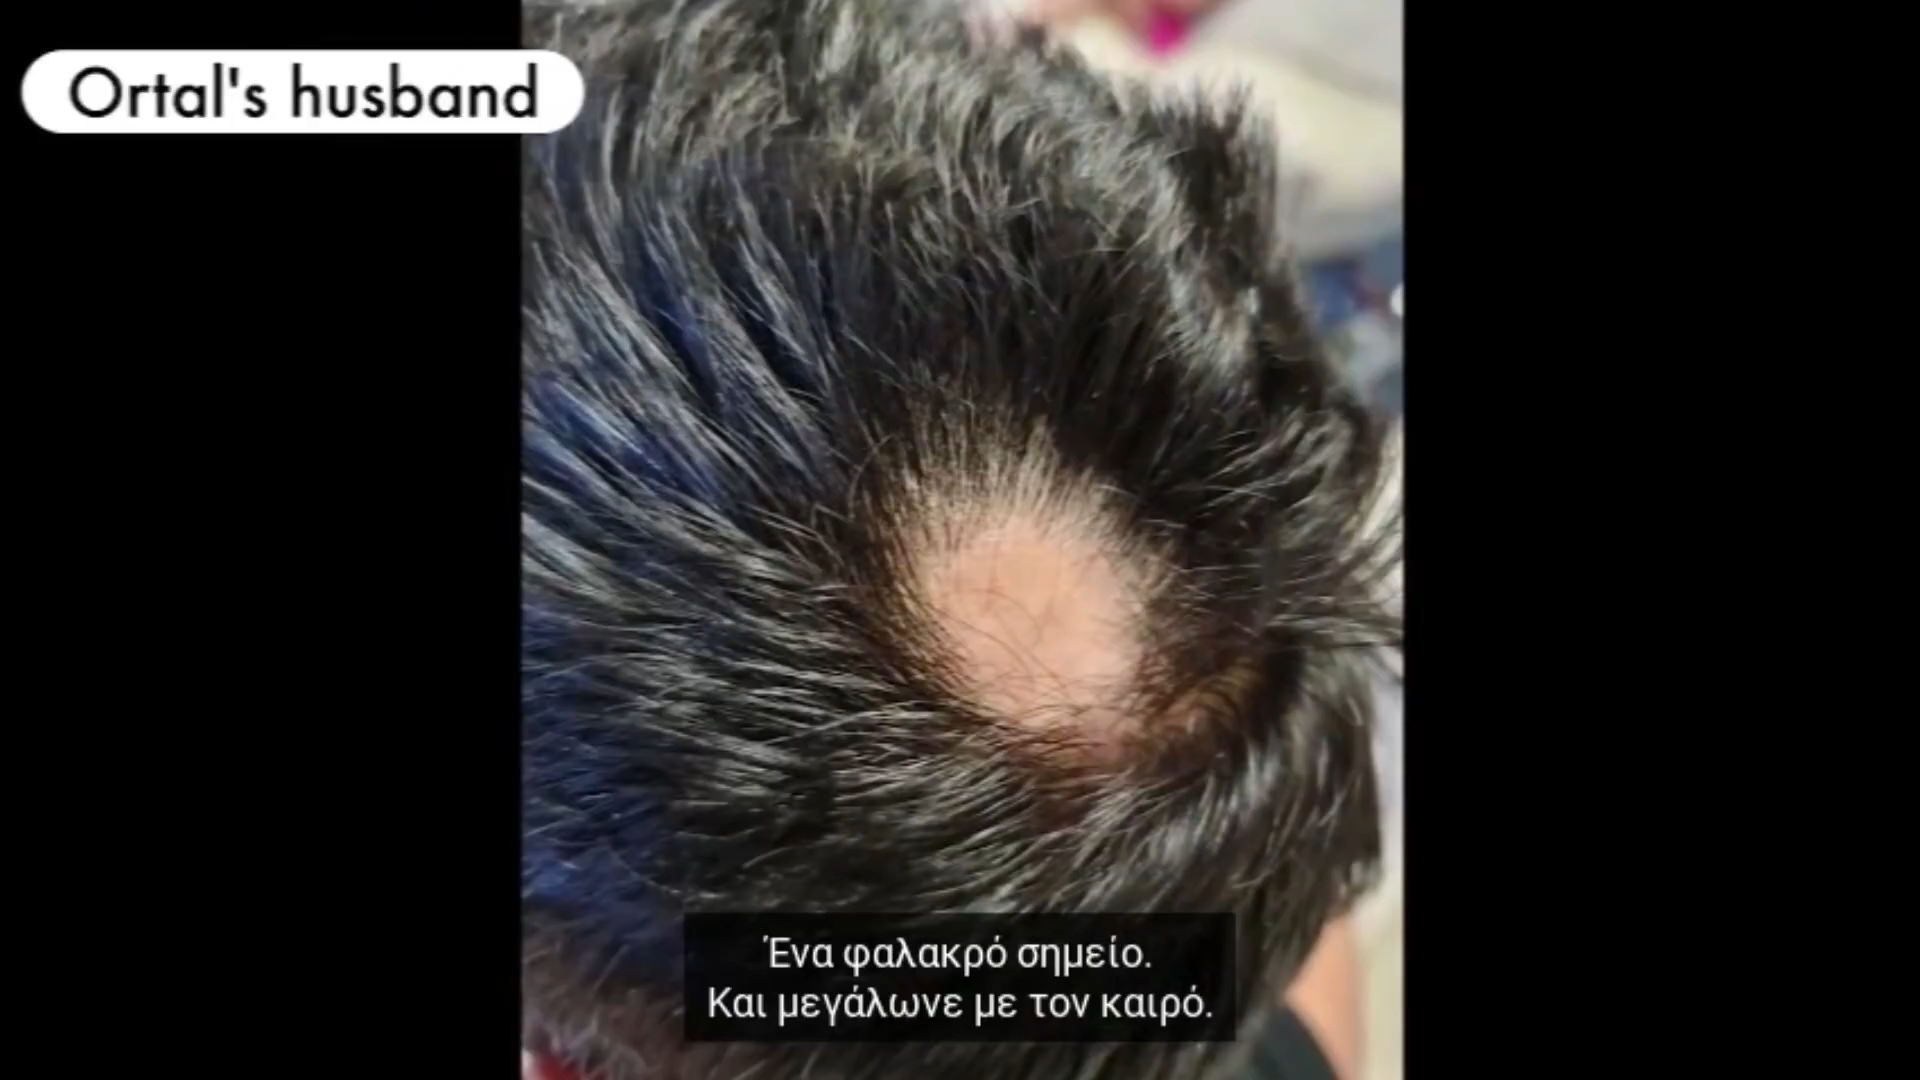 Ortal's husband
Ένα φαλακρό σημείο.
Και μεγάλωνε με τον καιρό.